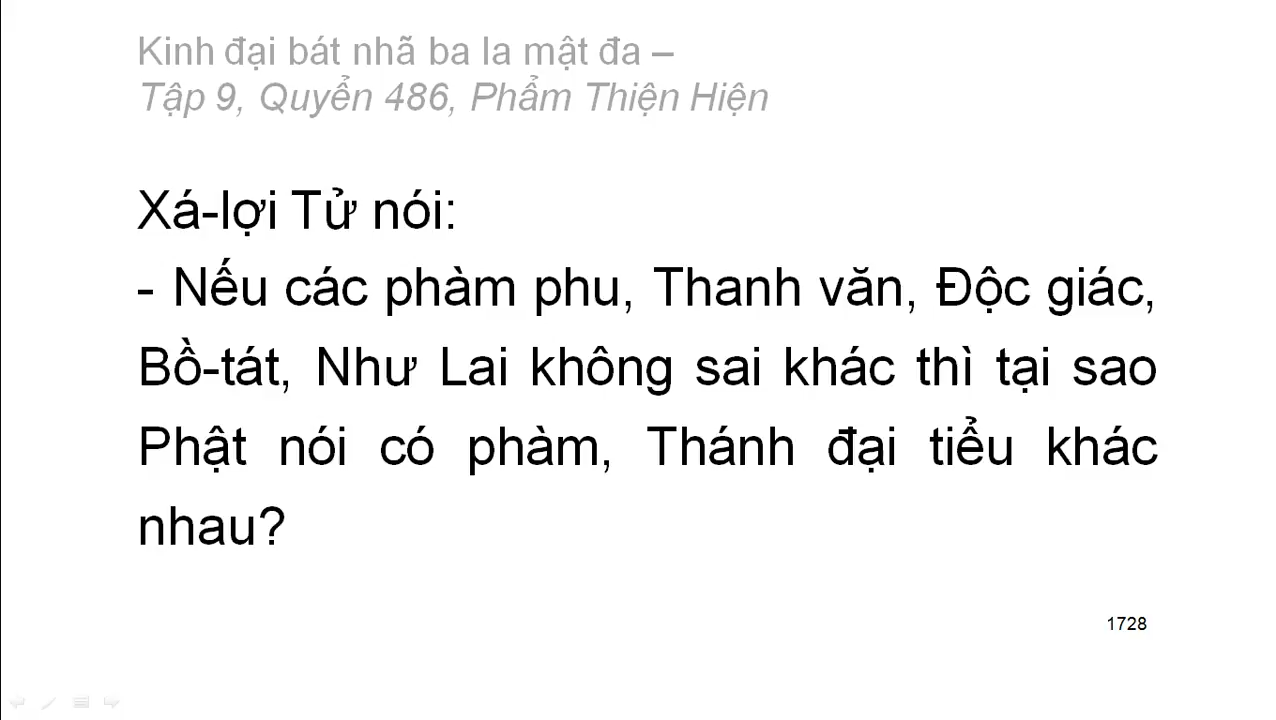 Kinh đại bát nhã ba la mật đa –
Tập 9, Quyển 486, Phẩm Thiện Hiện
Xá-lợi Tử nói:
- Nếu các phàm phu, Thanh văn, Độc giác,
Bồ-tát, Như Lai không sai khác thì tại sao
Phật nói có phàm, Thánh đại tiểu khác
nhau?
1728